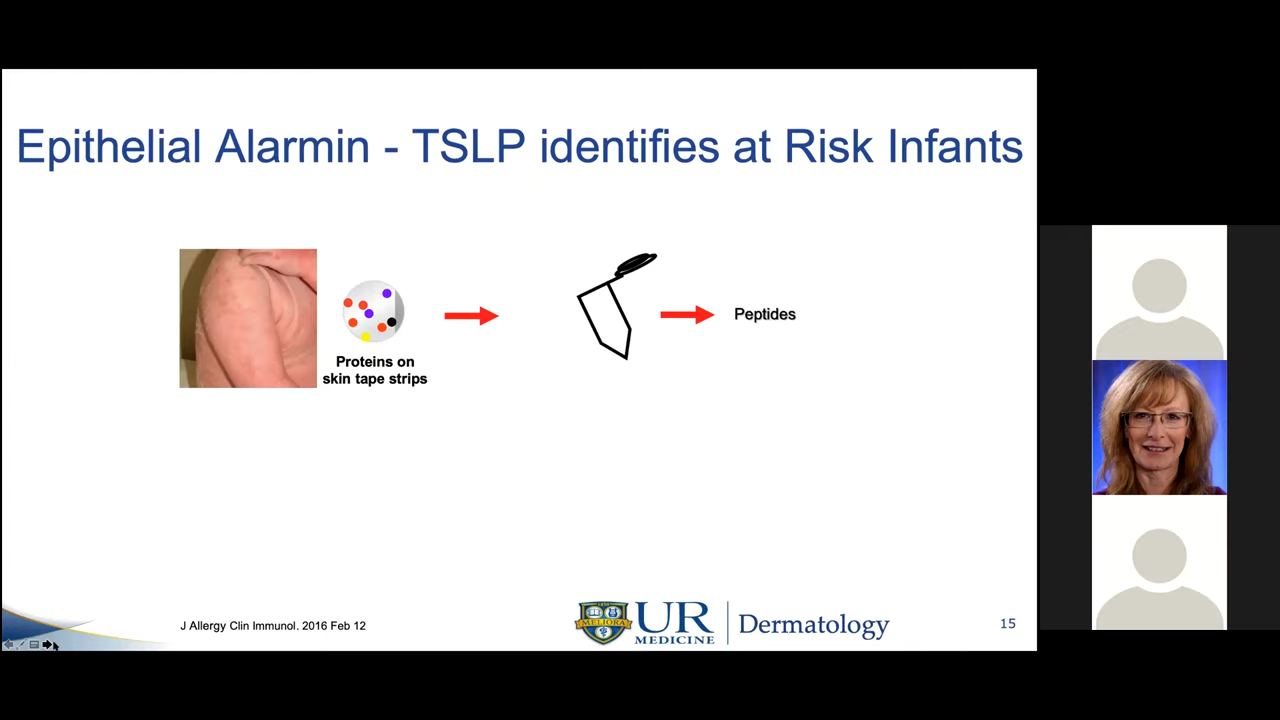 Epithelial Alarmin - TSLP identifies at Risk Infants
Proteins on
skin tape strips
Peptides
J Allergy Clin Immunol. 2016 Feb 12
MELIORA
UR
MEDICINE
Dermatology
15